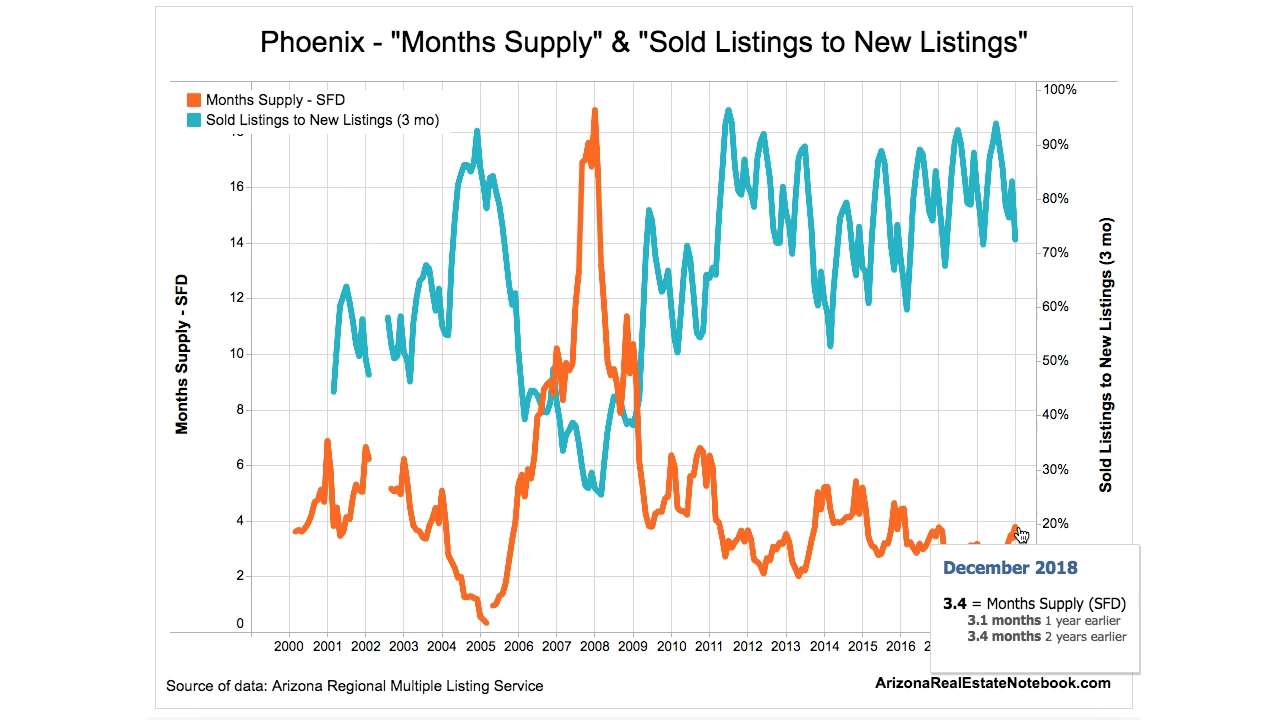 Phoenix - "Months Supply" & "Sold Listings to New Listings"
Months Supply - SFD
Sold Listings to New Listings (3 mo)
16
14
12
10
8
6
4
2
0
Months Supply - SFD
100%
90%
80%
70%
60%
50%
40%
30%
20%
Sold Listings to New Listings (3 mo)
2000 2001 2002 2003 2004 2005 2006 2007 2008 2009 2010 2011 2012 2013 2014 2015 2016
December 2018
3.4 = Months Supply (SFD)
3.1 months 1 year earlier
3.4 months 2 years earlier
Source of data: Arizona Regional Multiple Listing Service
ArizonaRealEstateNotebook.com